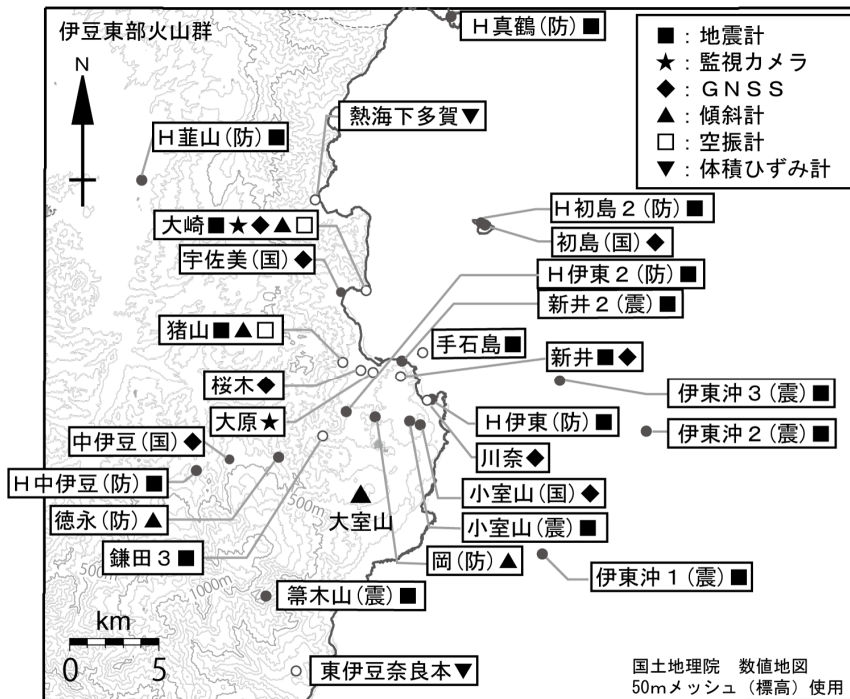 伊豆東部火山群
N
H真鶴(防)■
■：地震計
★：監視カメラ
◆：GNSS
▲：傾斜計
□：空振計
▼：体積ひずみ計
熱海下多賀▼
H韮山(防)■
H初島2(防)■
初島(国)◆
大崎■★◆▲□
宇佐美(国)◆
H伊東2(防)■
新井2(震)■
猪山■▲□
手石島■
新井■◆
桜木◆
伊東沖3(震)■
大原★
H伊東(防)■
伊東沖2(震)■
中伊豆(国)◆
川奈◆
H中伊豆(防)■
小室山(国)◆
500m
徳永(防)▲
大室山
小室山(震)■
鎌田3■
岡(防)▲
伊東沖1(震)■
500m
1000m
箒木山(震)■
km
0 5
東伊豆奈良本▼
国土地理院 数値地図
50mメッシュ(標高)使用